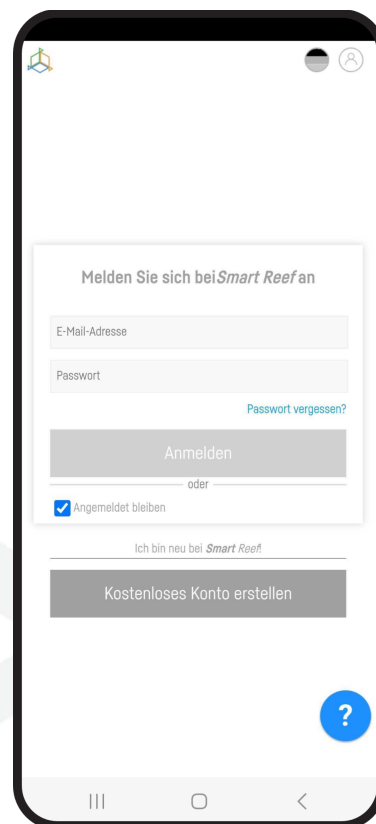 Melden Sie sich bei Smart Reef an
E-Mail-Adresse
Passwort
Passwort vergessen?
Anmelden
oder
Angemeldet bleiben
Ich bin neu bei Smart Reef!
Kostenloses Konto erstellen
?